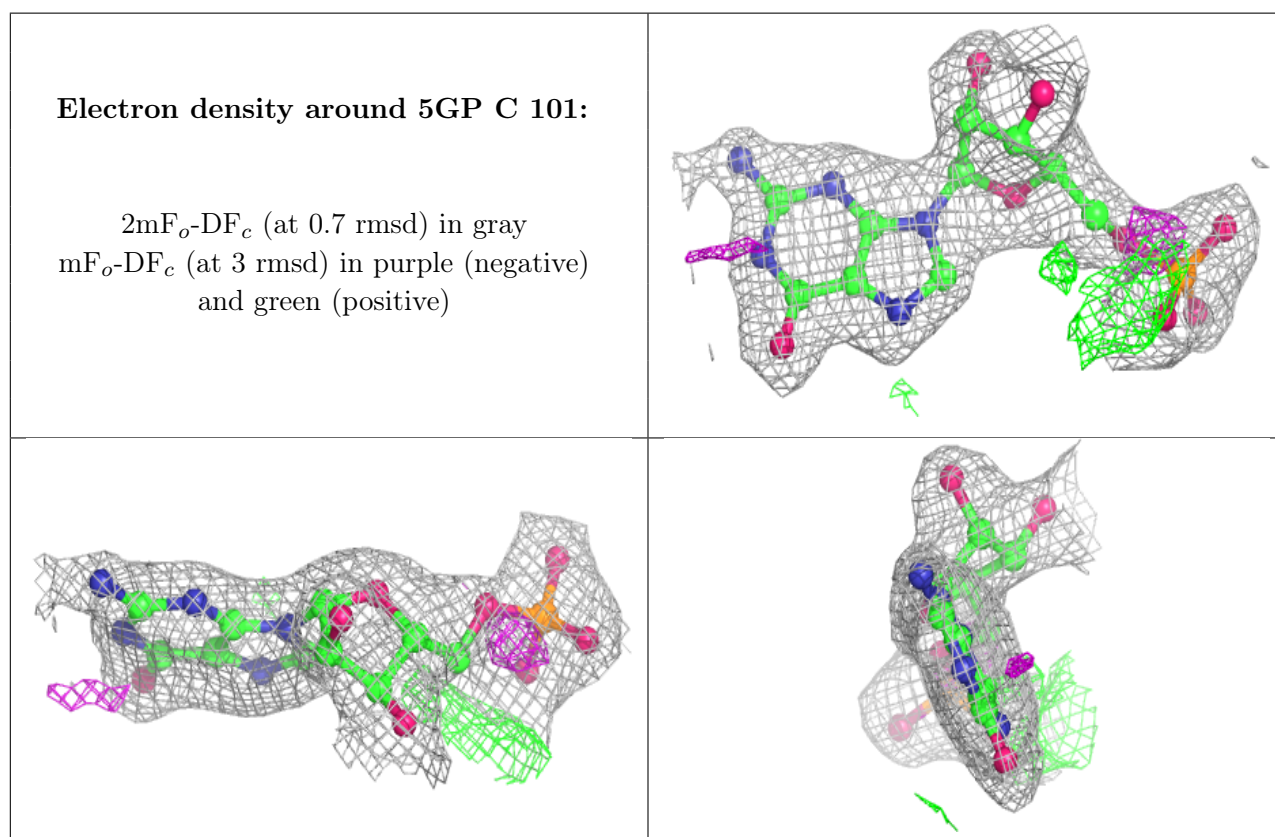 Electron density around 5GP C 101:
2mFo-DFc (at 0.7 rmsd) in gray
mFo-DFc (at 3 rmsd) in purple (negative)
and green (positive)